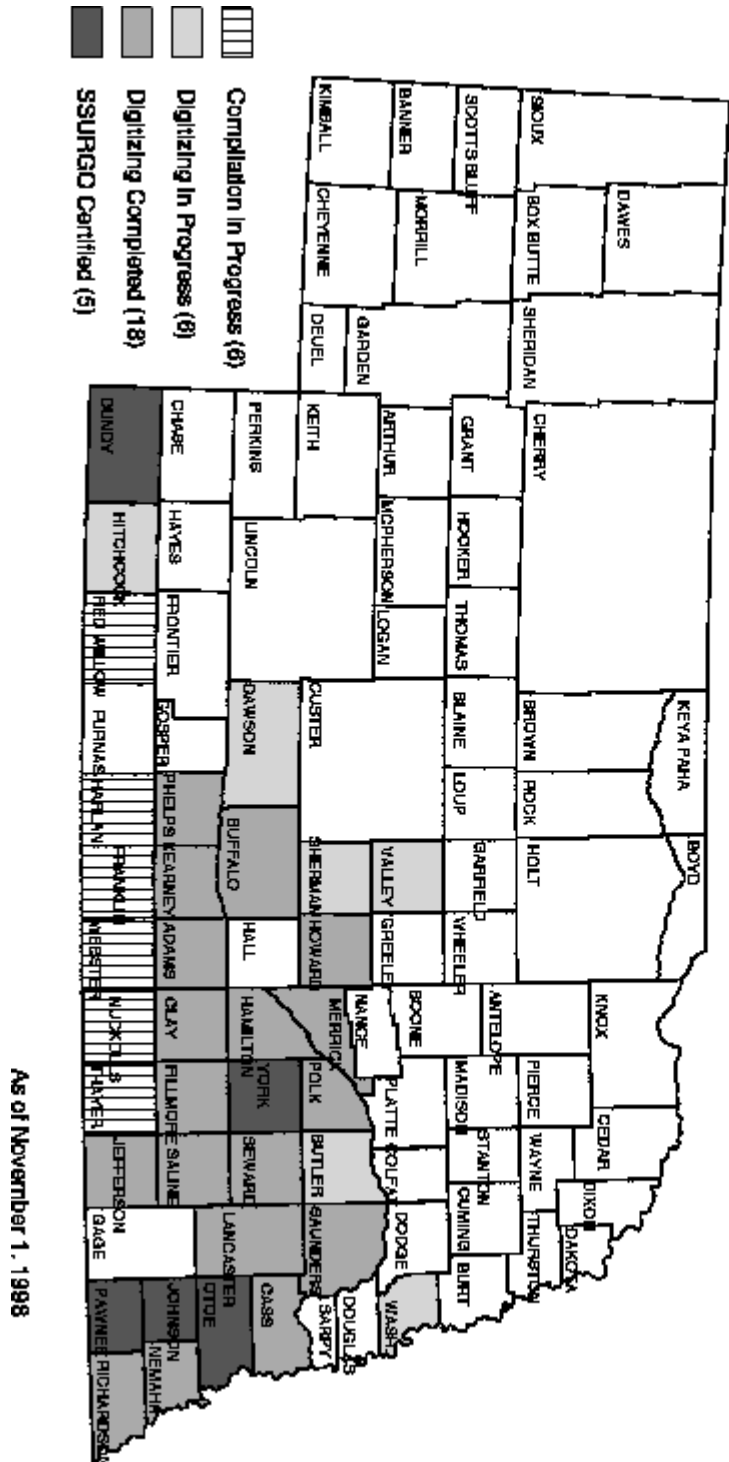 SIOUX
DAWES
SCOTTS BLUFF
BOX BUTTE
SHERIDAN
BANNER
MORRILL
KIMBALL
CHEYENNE
GARDEN
DEUEL
CHERRY
KEYA PAHA
BOYD
BROWN
ROCK
HOLT
KNOX
CEDAR
DIXON
DAKOTA
GRANT
HOOKER
THOMAS
BLAINE
LOUP
GARFIELD
WHEELER
ANTELOPE
PIERCE
WAYNE
THURSTON
ARTHUR
MCPHERSON
LOGAN
CUSTER
VALLEY
GREELEY
BOONE
MADISON
STANTON
CUMING
BURT
KEITH
LINCOLN
SHERMAN
HOWARD
NANCE
MERRICK
PLATTE
COLFAX
DODGE
WASH
PERKINS
DAWSON
BUFFALO
HALL
HAMILTON
POLK
YORK
BUTLER
SEWARD
SAUNDERS
DOUGLAS
SARPY
CHASE
HAYES
FRONTIER
GOSPER
PHELPS
KEARNEY
ADAMS
CLAY
FILLMORE
SALINE
LANCASTER
CASS
OTOE
DUNDY
HITCHCOCK
RED WILLOW
FURNAS
HARLAN
FRANKLIN
WEBSTER
NUCKOLLS
THAYER
JEFFERSON
GAGE
JOHNSON
NEMAHA
PAWNEE
RICHARDSON
Compilation In Progress (6)
Digitizing In Progress (6)
Digitizing Completed (18)
SSURGO Certified (5)
As of November 1, 1998